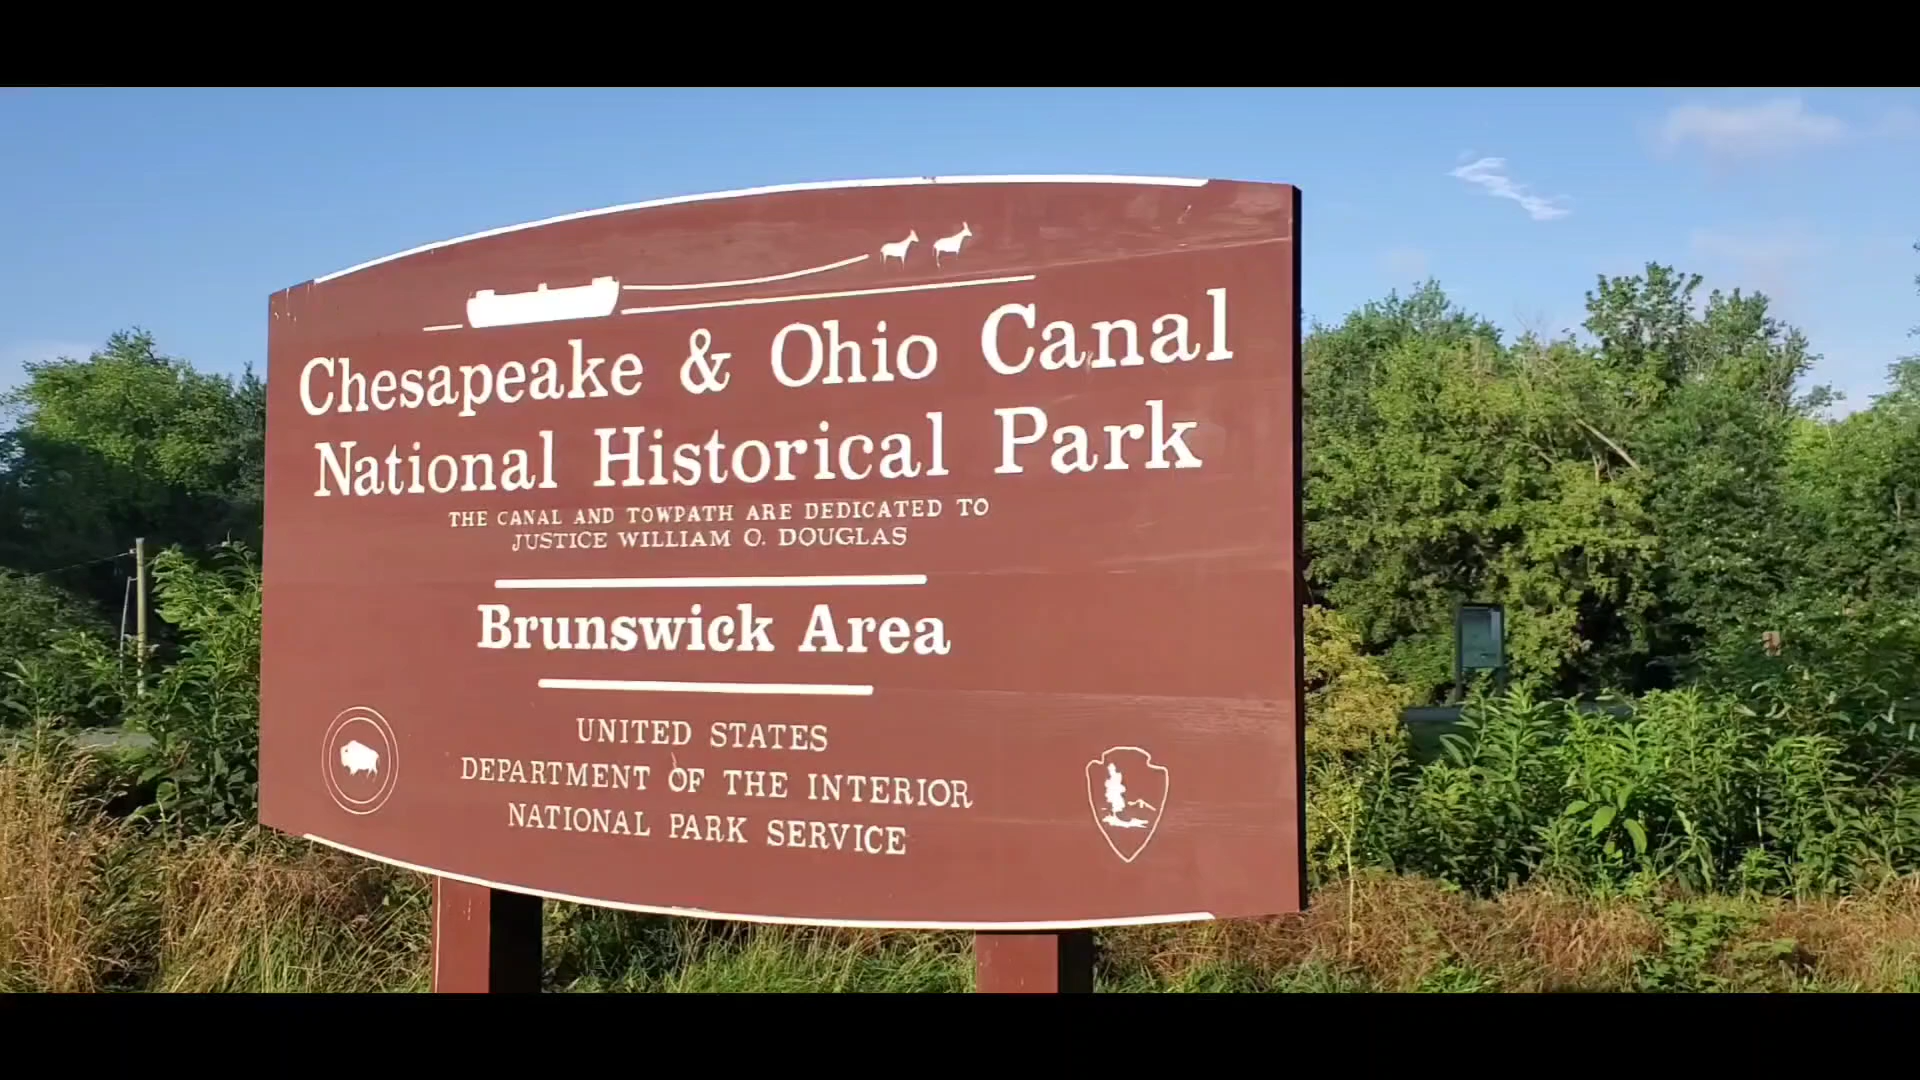 Chesapeake & Ohio Canal
National Historical Park
THE CANAL AND TOWPATH ARE DEDICATED TO
JUSTICE WILLIAM O. DOUGLAS
Brunswick Area
UNITED STATES
DEPARTMENT OF THE INTERIOR
NATIONAL PARK SERVICE